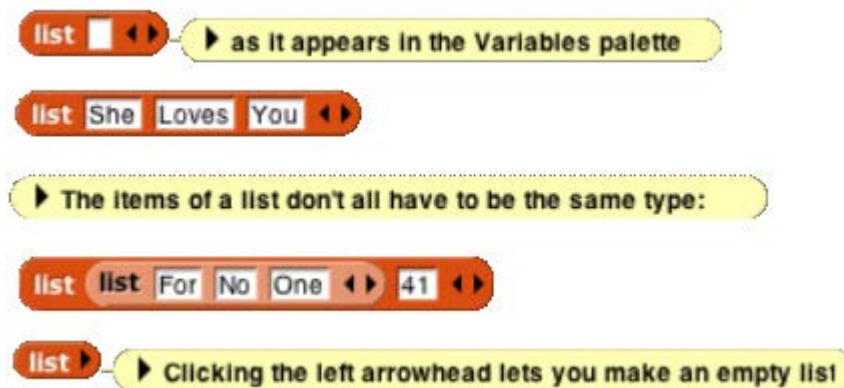 list as it appears in the Variables palette
list She Loves You
The items of a list don't all have to be the same type:
list list For No One 41
list Clicking the left arrowhead lets you make an empty list